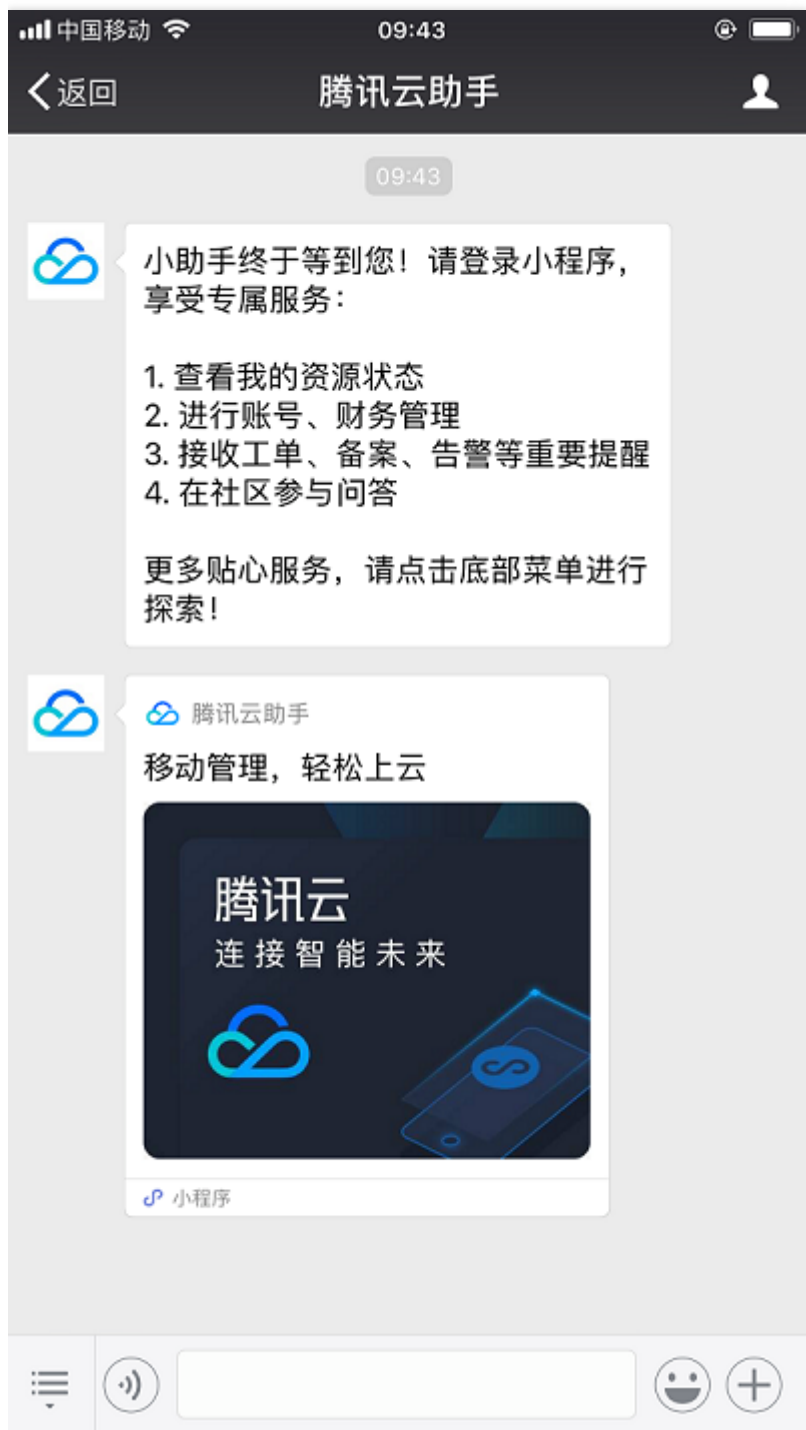 中国移动 09:43
返回 腾讯云助手
09:43
小助手终于等到您！请登录小程序，
享受专属服务：
1. 查看我的资源状态
2. 进行账号、财务管理
3. 接收工单、备案、告警等重要提醒
4. 在社区参与问答
更多贴心服务，请点击底部菜单进行
探索！
腾讯云助手
移动管理，轻松上云
腾讯云
连接智能未来
小程序